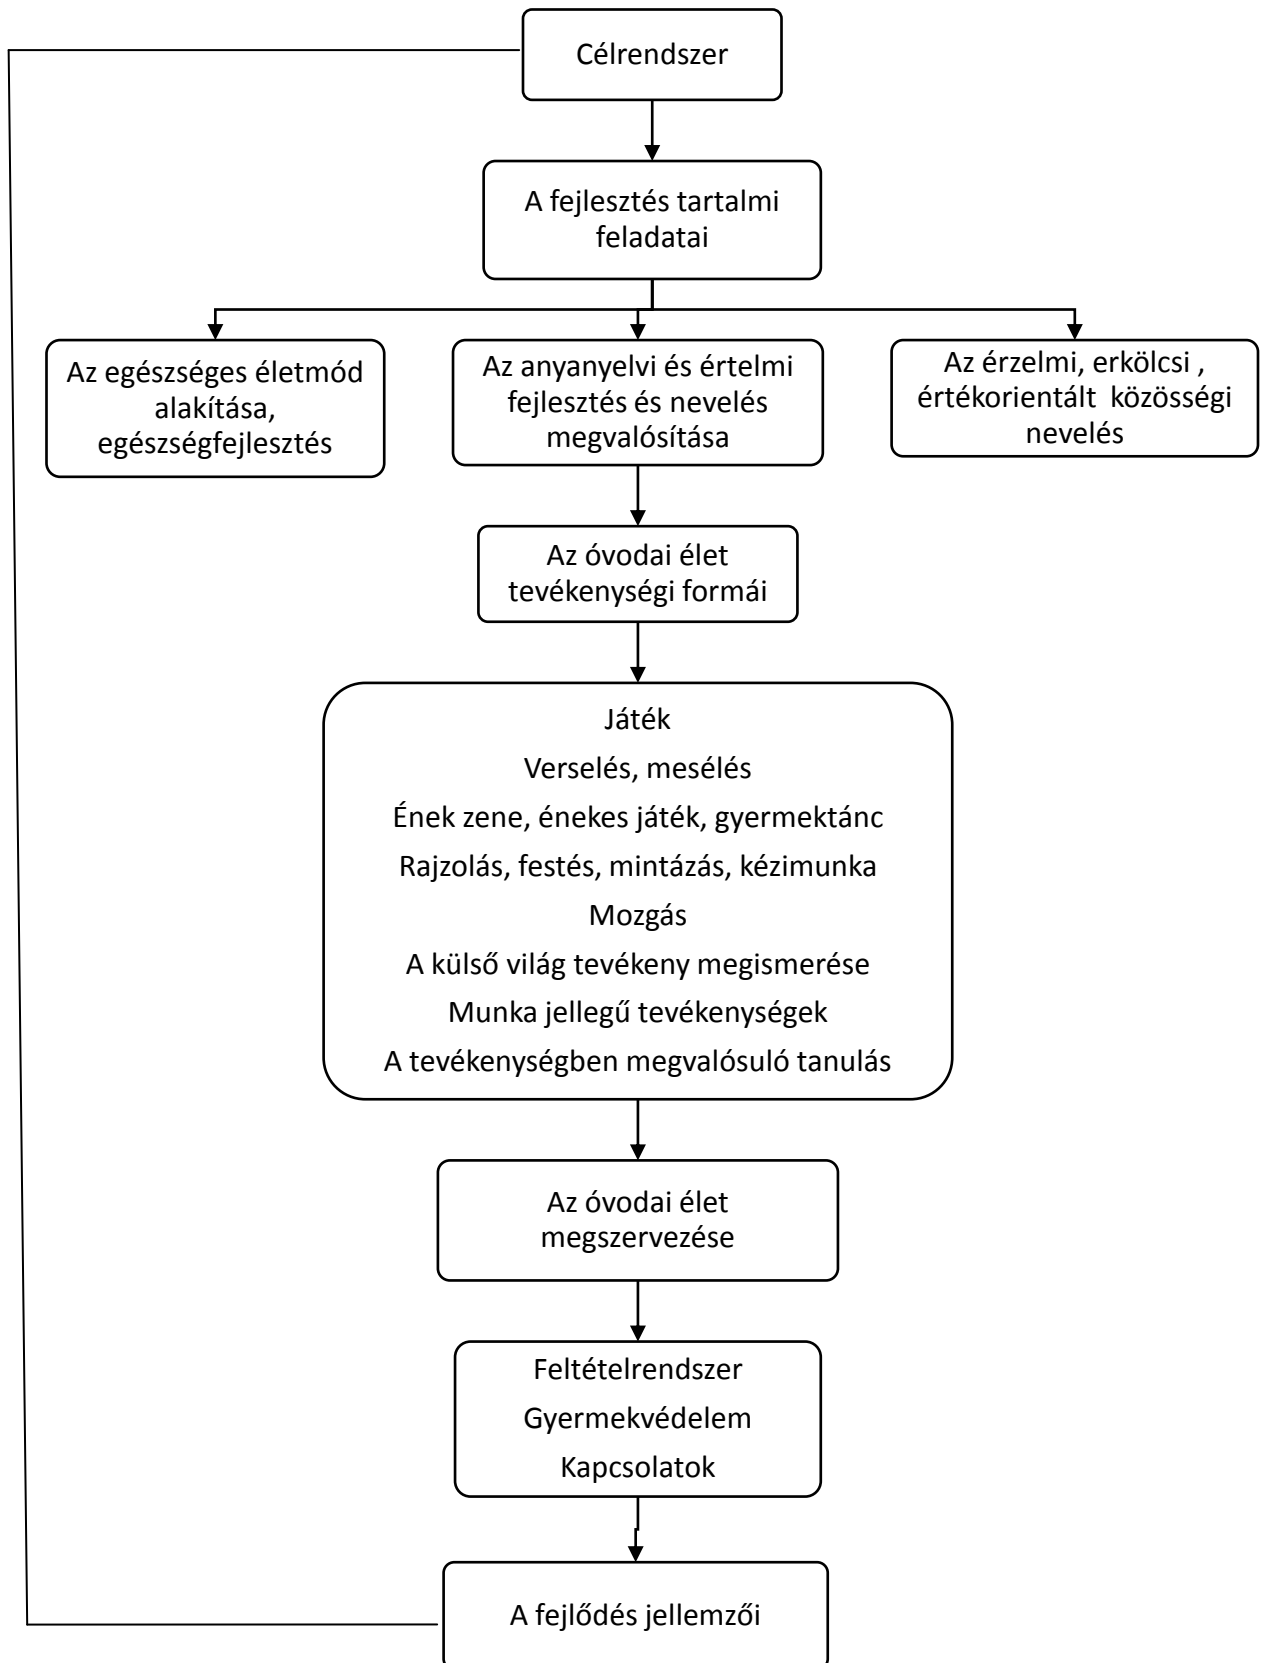 Célrendszer
A fejlesztés tartalmi
feladatai
Az egészséges életmód
alakítása,
egészségfejlesztés
Az anyanyelvi és értelmi
fejlesztés és nevelés
megvalósítása
Az érzelmi, erkölcsi ,
értékorientált közösségi
nevelés
Az óvodai élet
tevékenységi formái
Játék
Verselés, mesélés
Ének zene, énekes játék, gyermektánc
Rajzolás, festés, mintázás, kézimunka
Mozgás
A külső világ tevékeny megismerése
Munka jellegű tevékenységek
A tevékenységben megvalósuló tanulás
Az óvodai élet
megszervezése
Feltételrendszer
Gyermekvédelem
Kapcsolatok
A fejlődés jellemzői